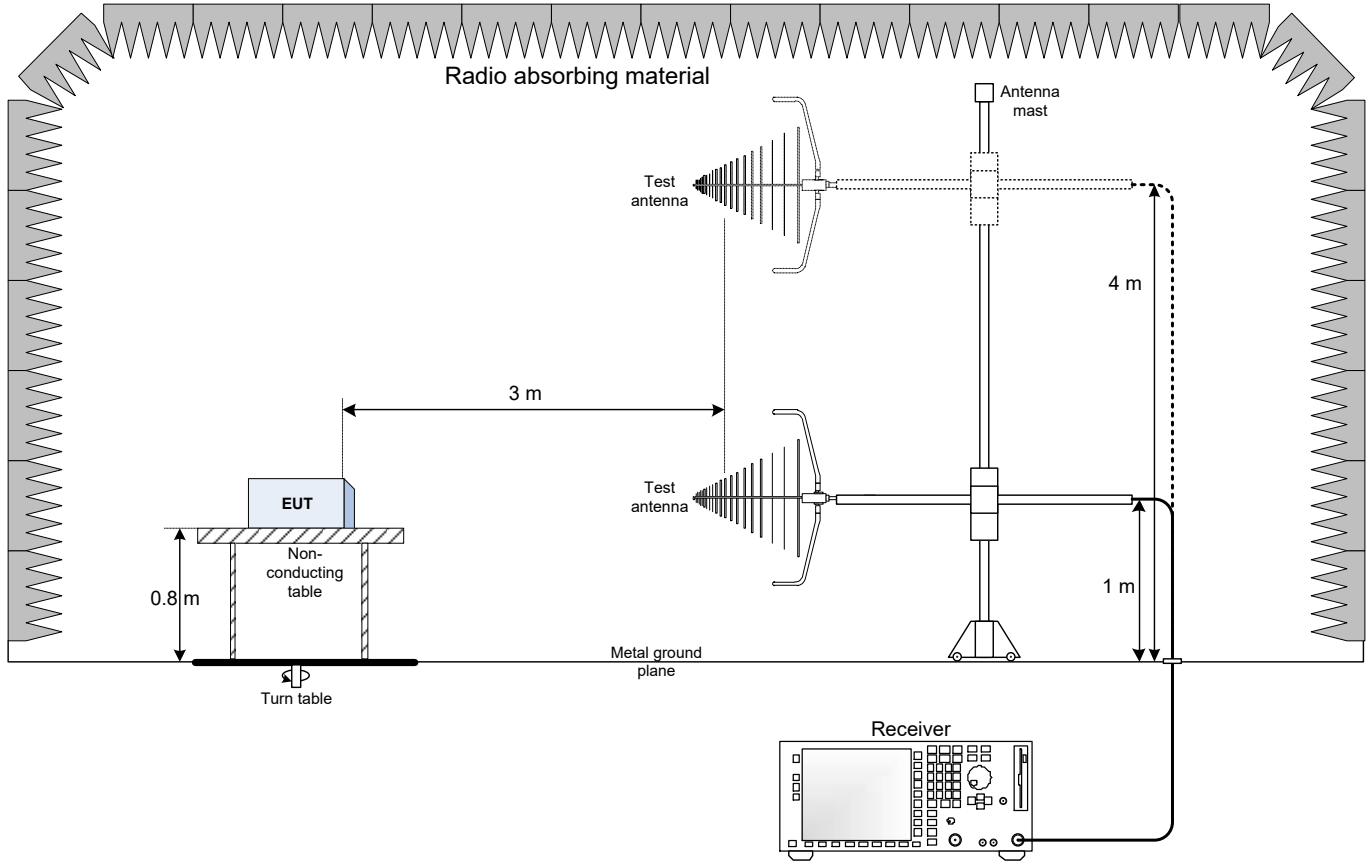 Radio absorbing material
Antenna
mast
Test
antenna
4 m
3 m
Test
antenna
EUT
Non-
conducting
table
0.8 m
1 m
Metal ground
plane
Turn table
Receiver